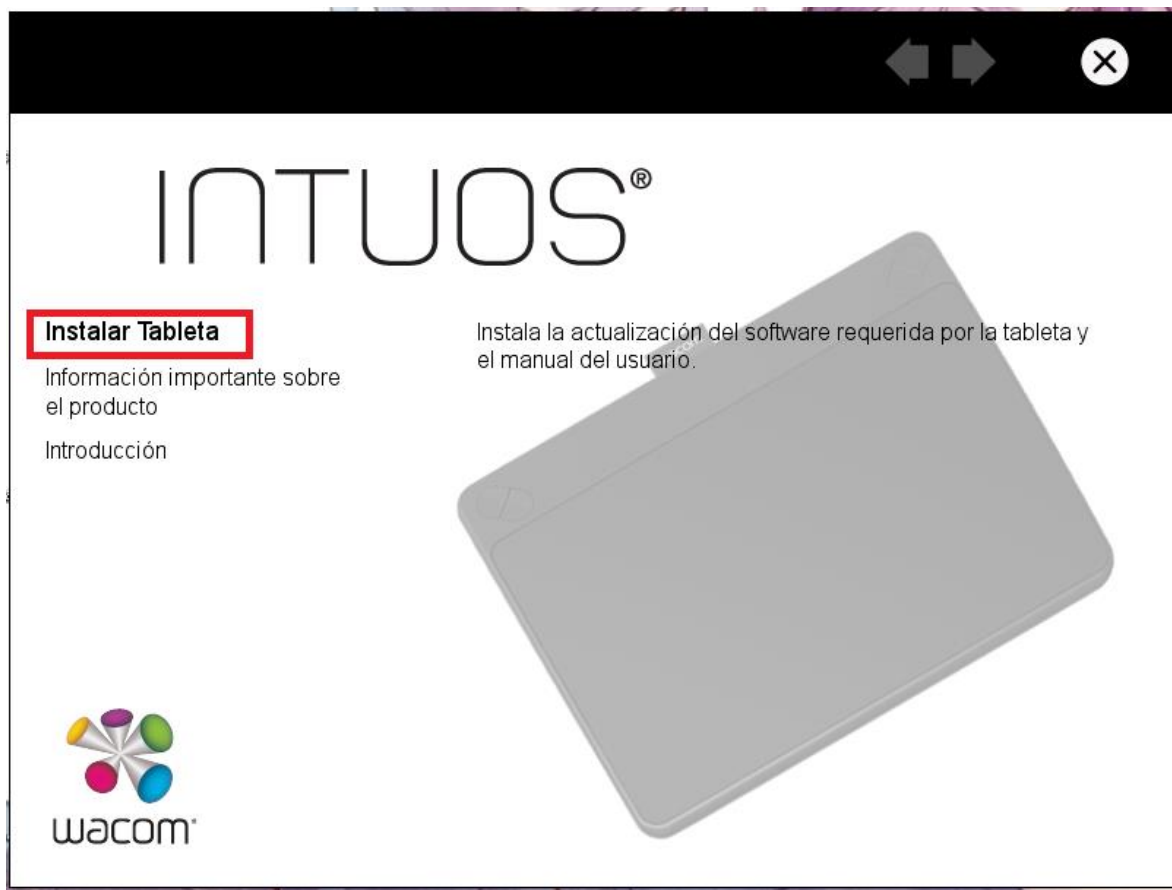 INTUOS®
Instalar Tableta
Instala la actualización del software requerida por la tableta y
el manual del usuario.
Información importante sobre
el producto
Introducción
wacom